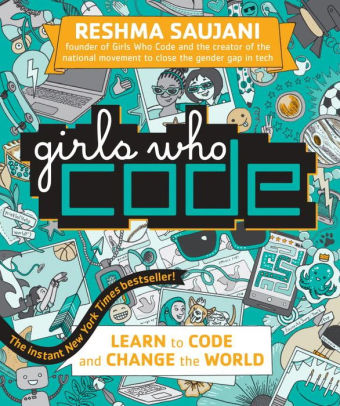 RESHMA SAUJANI
founder of Girls Who Code and the creator of the
national movement to close the gender gap in tech
girls who
code
The instant New York Times bestseller!
LEARN to CODE
and CHANGE the WORLD